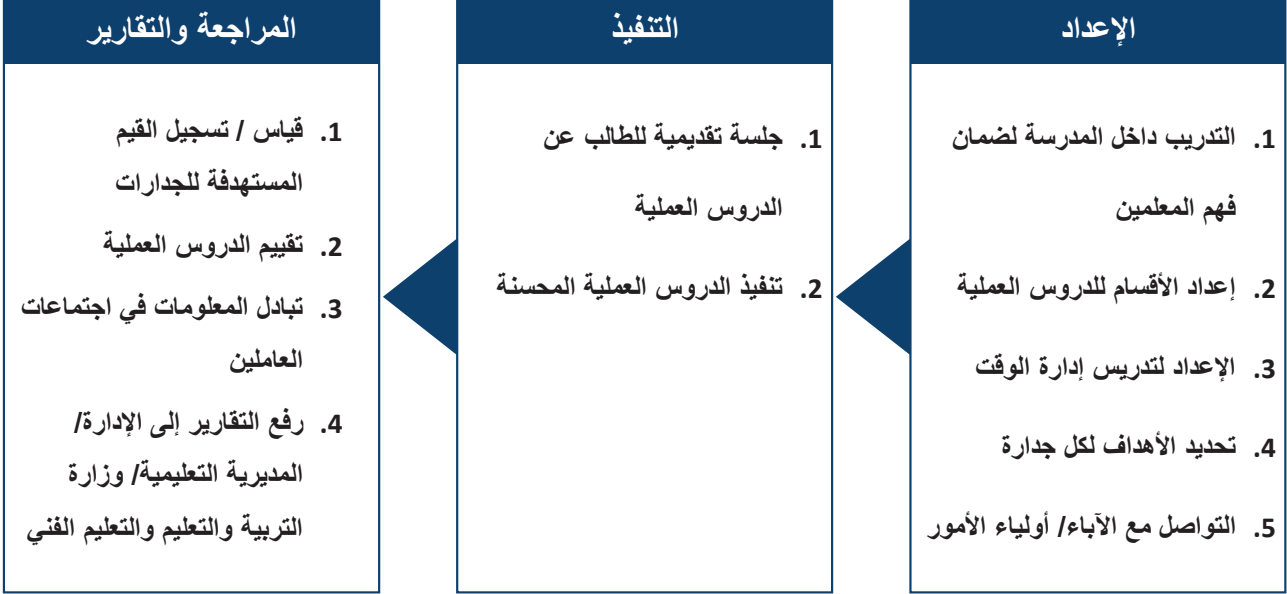 الإعداد
1. التدريب داخل المدرسة لضمان
فهم المعلمين
2. إعداد الأقسام للدروس العملية
3. الإعداد لتدريس إدارة الوقت
4. تحديد الأهداف لكل جدارة
5. التواصل مع الآباء/ أولياء الأمور
التنفيذ
1. جلسة تقديمية للطالب عن
الدروس العملية
2. تنفيذ الدروس العملية المحسنة
المراجعة والتقارير
1. قياس / تسجيل القيم
المستهدفة للجدارات
2. تقييم الدروس العملية
3. تبادل المعلومات في اجتماعات
العاملين
4. رفع التقارير إلى الإدارة/
المديرية التعليمية/ وزارة
التربية والتعليم والتعليم الفني